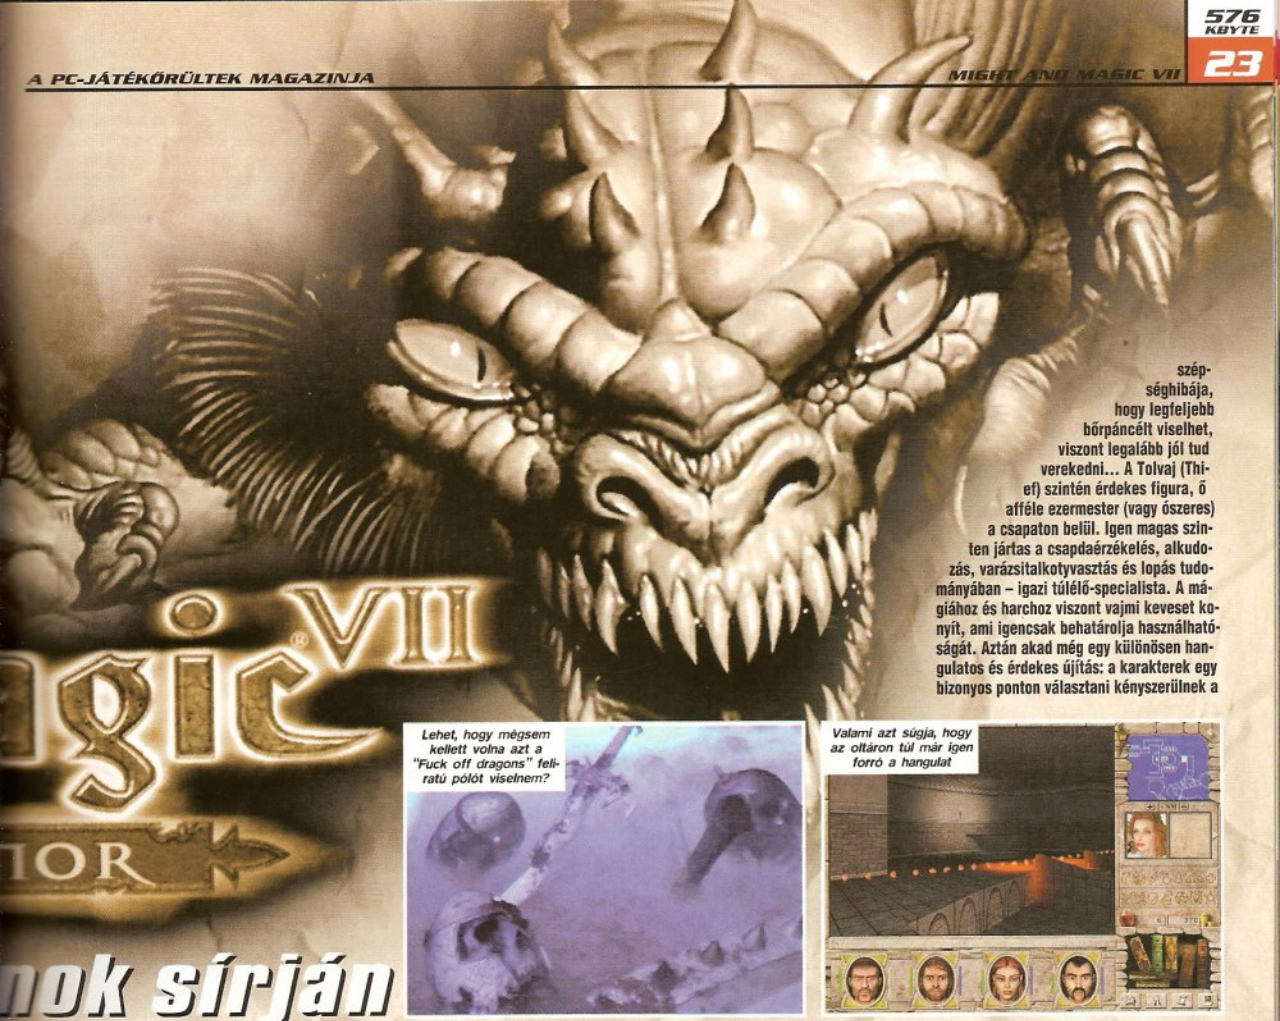 576
KBYTE
A PC-JÁTÉKŐRÜLTEK MAGAZINJA
MIGHT AND MAGIC VII
23
szép-
séghibája,
hogy legfeljebb
bőrpáncélt viselhet,
viszont legalább jól tud
verekedni... A Tolvaj (Thi-
ef) szintén érdekes figura, ő
afféle ezermester (vagy ószeres)
a csapaton belül. Igen magas szin-
ten jártas a csapdaérzékelés, alkudo-
zás, varázsitalkotyvasztás és lopás tudo-
mányában – igazi túlélő-specialista. A má-
giához és harchoz viszont vajmi keveset ko-
nyít, ami igencsak behatárolja használható-
ságát. Aztán akad még egy különösen han-
gulatos és érdekes újítás: a karakterek egy
bizonyos ponton választani kényszerülnek a
agic® VII
IOR
nok sírján
Lehet, hogy mégsem
kellett volna azt a
"Fuck off dragons" feli-
ratú pólót viselnem?
Valami azt súgja, hogy
az oltáron túl már igen
forró a hangulat